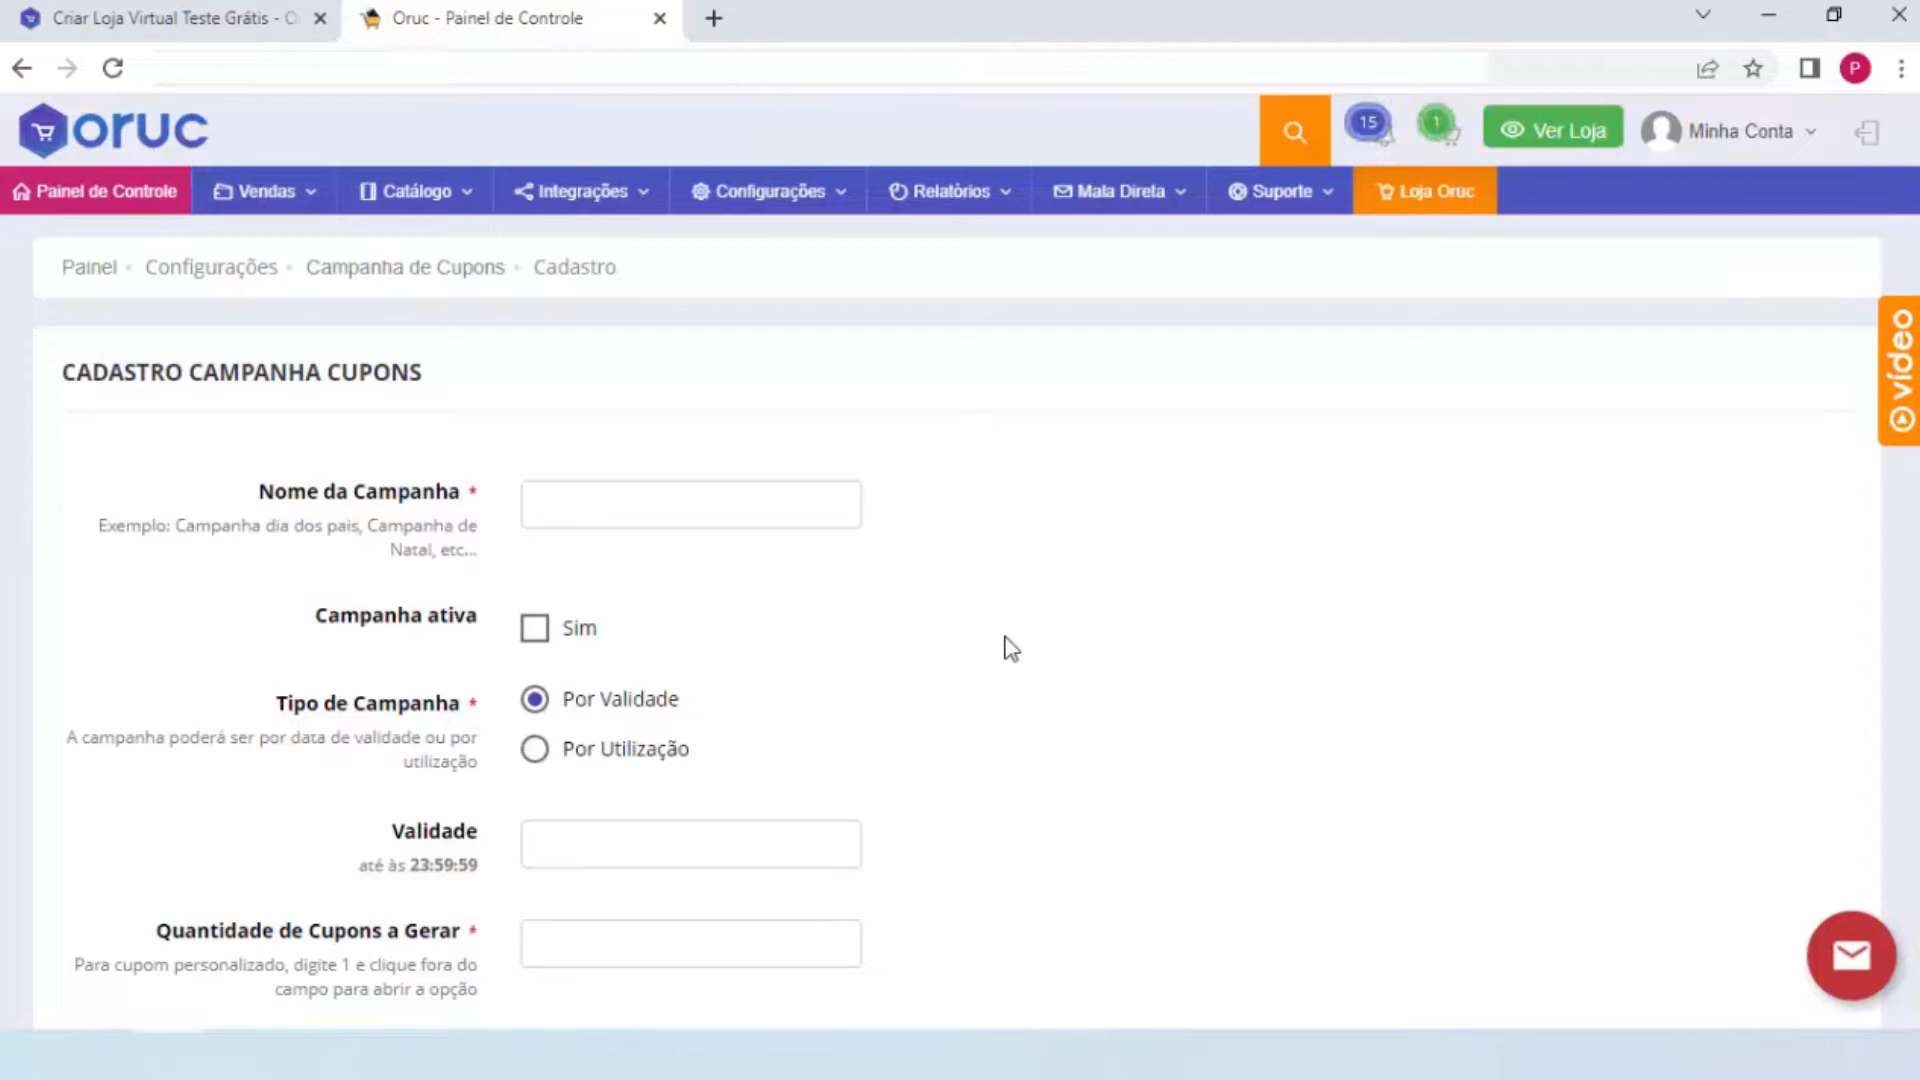 Criar Loja Virtual Teste Grátis - O
Oruc - Painel de Controle
P
oruc
15
1
Ver Loja
Minha Conta
Painel de Controle
Vendas
Catálogo
Integrações
Configurações
Relatórios
Mala Direta
Suporte
Loja Oruc
Painel
Configurações
Campanha de Cupons
Cadastro
vídeo
CADASTRO CAMPANHA CUPONS
Nome da Campanha *
Exemplo: Campanha dia dos pais, Campanha de
Natal, etc...
Campanha ativa
Sim
Tipo de Campanha *
A campanha poderá ser por data de validade ou por
utilização
Por Validade
Por Utilização
Validade
até às 23:59:59
Quantidade de Cupons a Gerar *
Para cupom personalizado, digite 1 e clique fora do
campo para abrir a opção